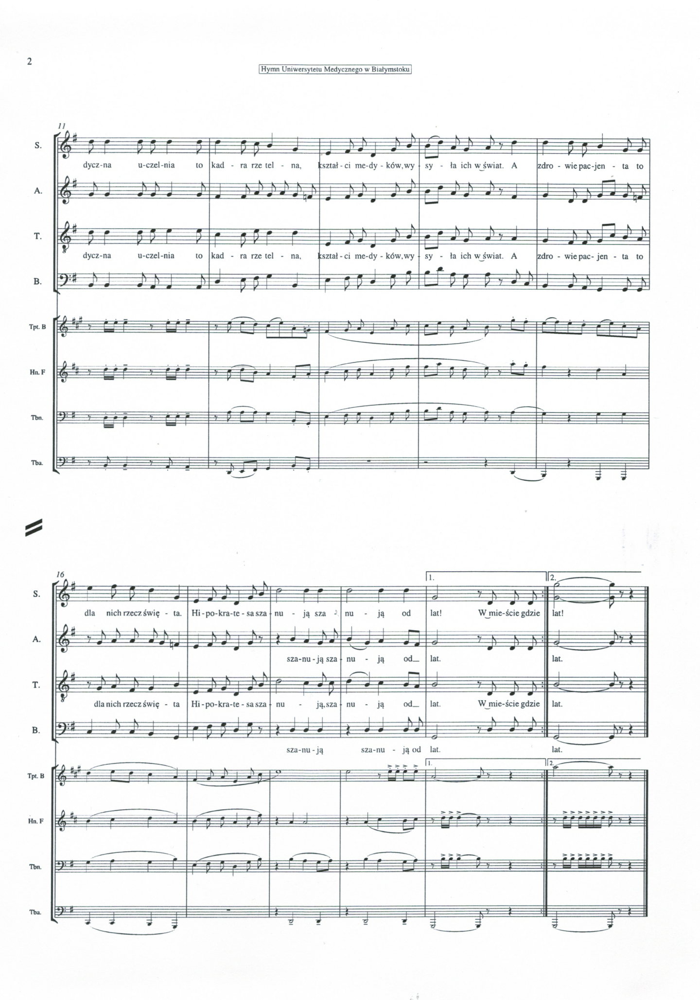 2
Hymn Uniwersytetu Medycznego w Białymstoku
11
S.
dycz-na u-czel-nia to kad - ra rze tel - na, kształ - ci me-dy - ków, wy - sy - ła ich w świat. A zdro - wie pac-jen - ta to
A.
T.
dycz-na u-czel-nia to kad - ra rze tel - na, kształ - ci me-dy - ków, wy - sy - ła ich w świat. A zdro - wie pac- jen - ta to
B.
Tpt. B
Hn. F
Tbn.
Tba.
16
1.
2.
S.
dla nich rzecz świę - ta. Hi - po-kra-te - sa sza - nu - ją sza - nu - ją od lat! W mie-ście gdzie lat!
A.
sza-nu - ją sza - nu - ją od lat. lat.
T.
dla nich rzecz świę - ta Hi - po-kra-te - sa sza - nu - ją, sza - nu - ją od lat. W mie-ście gdzie lat.
B.
sza-nu - ją sza-nu - ją od lat. lat.
1.
2.
Tpt. B
Hn. F
Tbn.
Tba.